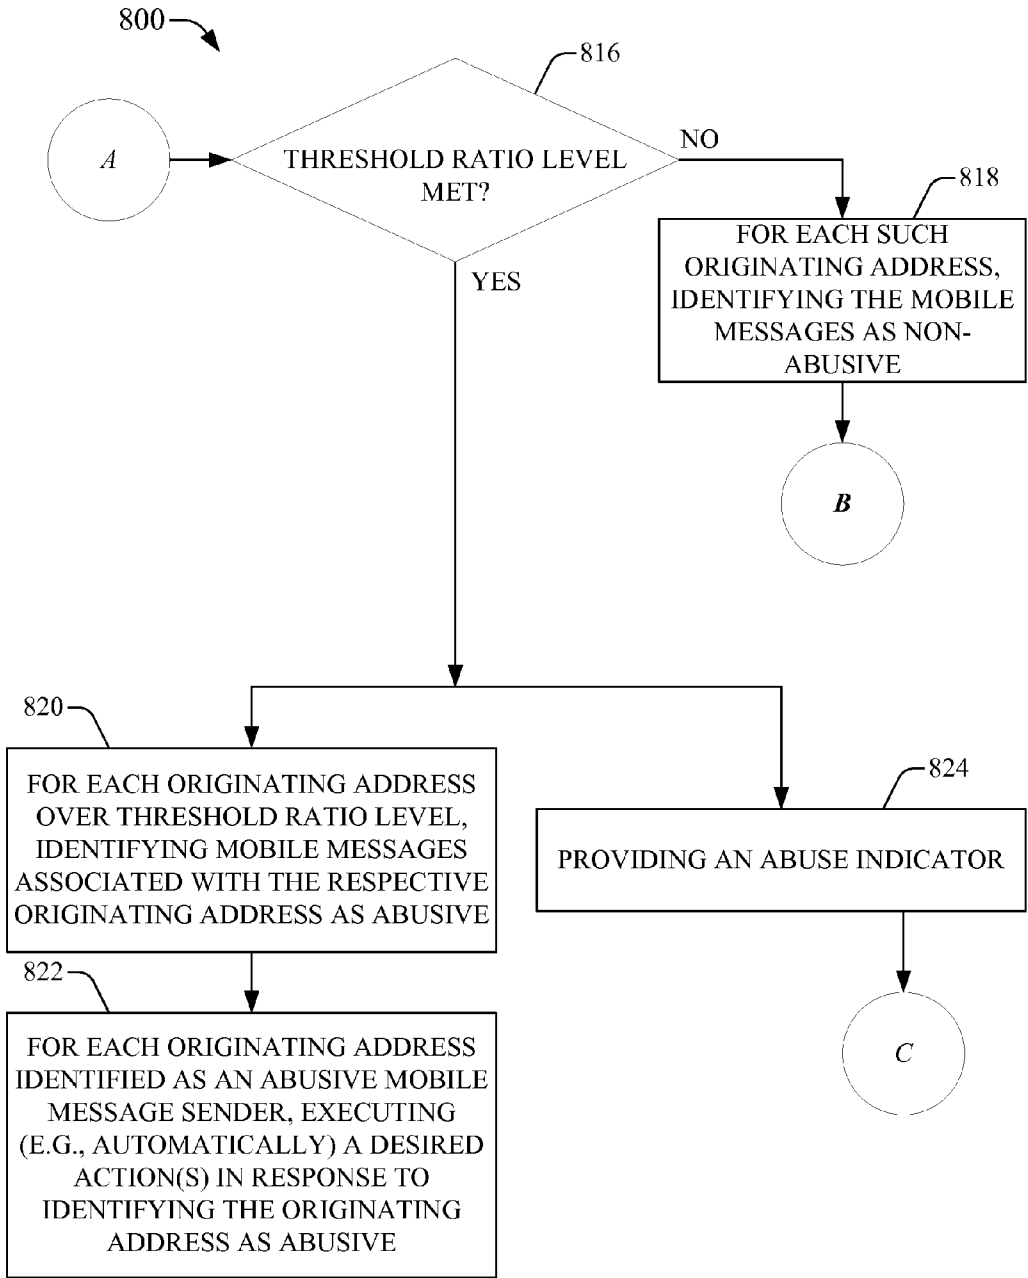 800
816
A
THRESHOLD RATIO LEVEL
MET?
NO
818
YES
FOR EACH SUCH
ORIGINATING ADDRESS,
IDENTIFYING THE MOBILE
MESSAGES AS NON-
ABUSIVE
B
820
FOR EACH ORIGINATING ADDRESS
OVER THRESHOLD RATIO LEVEL,
IDENTIFYING MOBILE MESSAGES
ASSOCIATED WITH THE RESPECTIVE
ORIGINATING ADDRESS AS ABUSIVE
824
PROVIDING AN ABUSE INDICATOR
822
FOR EACH ORIGINATING ADDRESS
IDENTIFIED AS AN ABUSIVE MOBILE
MESSAGE SENDER, EXECUTING
(E.G., AUTOMATICALLY) A DESIRED
ACTION(S) IN RESPONSE TO
IDENTIFYING THE ORIGINATING
ADDRESS AS ABUSIVE
C